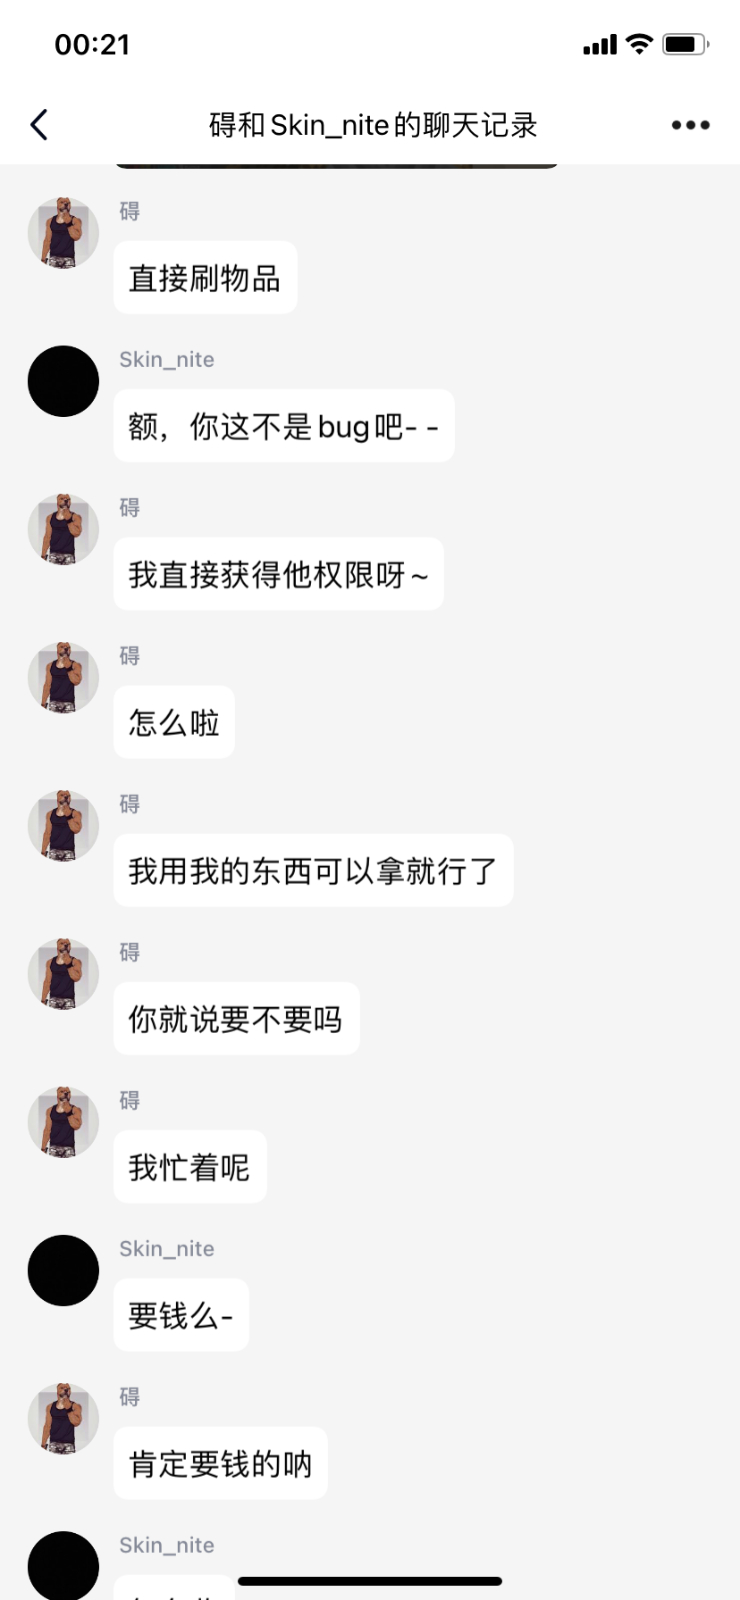 00:21
碍和Skin_nite的聊天记录
碍
直接刷物品
Skin_nite
额，你这不是bug吧- -
碍
我直接获得他权限呀~
碍
怎么啦
碍
我用我的东西可以拿就行了
碍
你就说要不要吗
碍
我忙着呢
Skin_nite
要钱么-
碍
肯定要钱的呐
Skin_nite